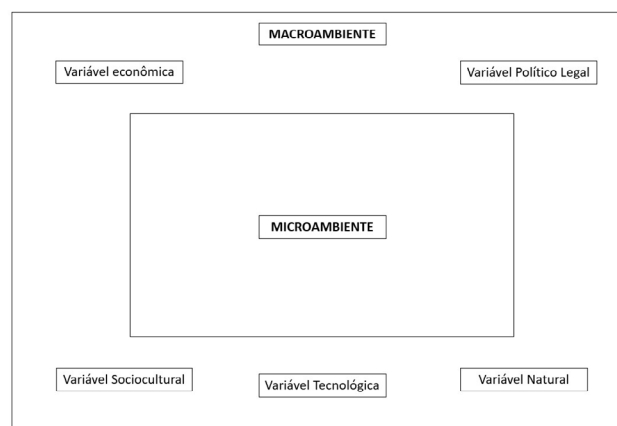 MACROAMBIENTE
Variável econômica
Variável Político Legal
MICROAMBIENTE
Variável Sociocultural
Variável Tecnológica
Variável Natural